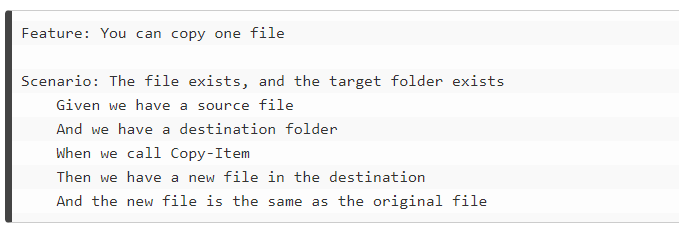 Feature: You can copy one file
Scenario: The file exists, and the target folder exists
Given we have a source file
And we have a destination folder
When we call Copy-Item
Then we have a new file in the destination
And the new file is the same as the original file